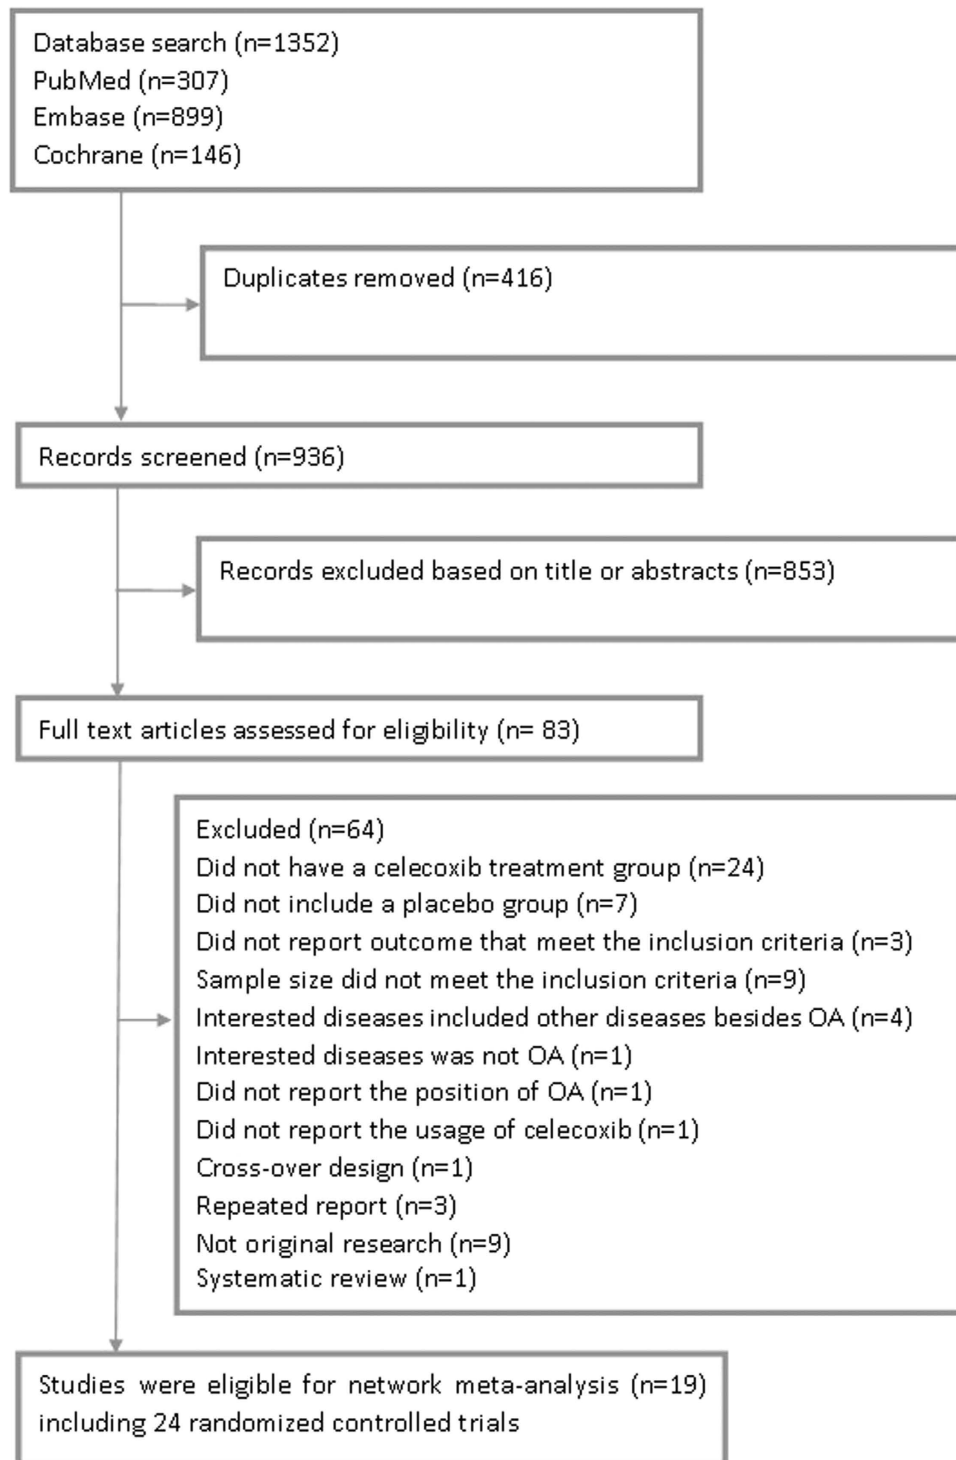 Database search (n=1352)
PubMed (n=307)
Embase (n=899)
Cochrane (n=146)
Duplicates removed (n=416)
Records screened (n=936)
Records excluded based on title or abstracts (n=853)
Full text articles assessed for eligibility (n= 83)
Excluded (n=64)
Did not have a celecoxib treatment group (n=24)
Did not include a placebo group (n=7)
Did not report outcome that meet the inclusion criteria (n=3)
Sample size did not meet the inclusion criteria (n=9)
Interested diseases included other diseases besides OA (n=4)
Interested diseases was not OA (n=1)
Did not report the position of OA (n=1)
Did not report the usage of celecoxib (n=1)
Cross-over design (n=1)
Repeated report (n=3)
Not original research (n=9)
Systematic review (n=1)
Studies were eligible for network meta-analysis (n=19)
including 24 randomized controlled trials